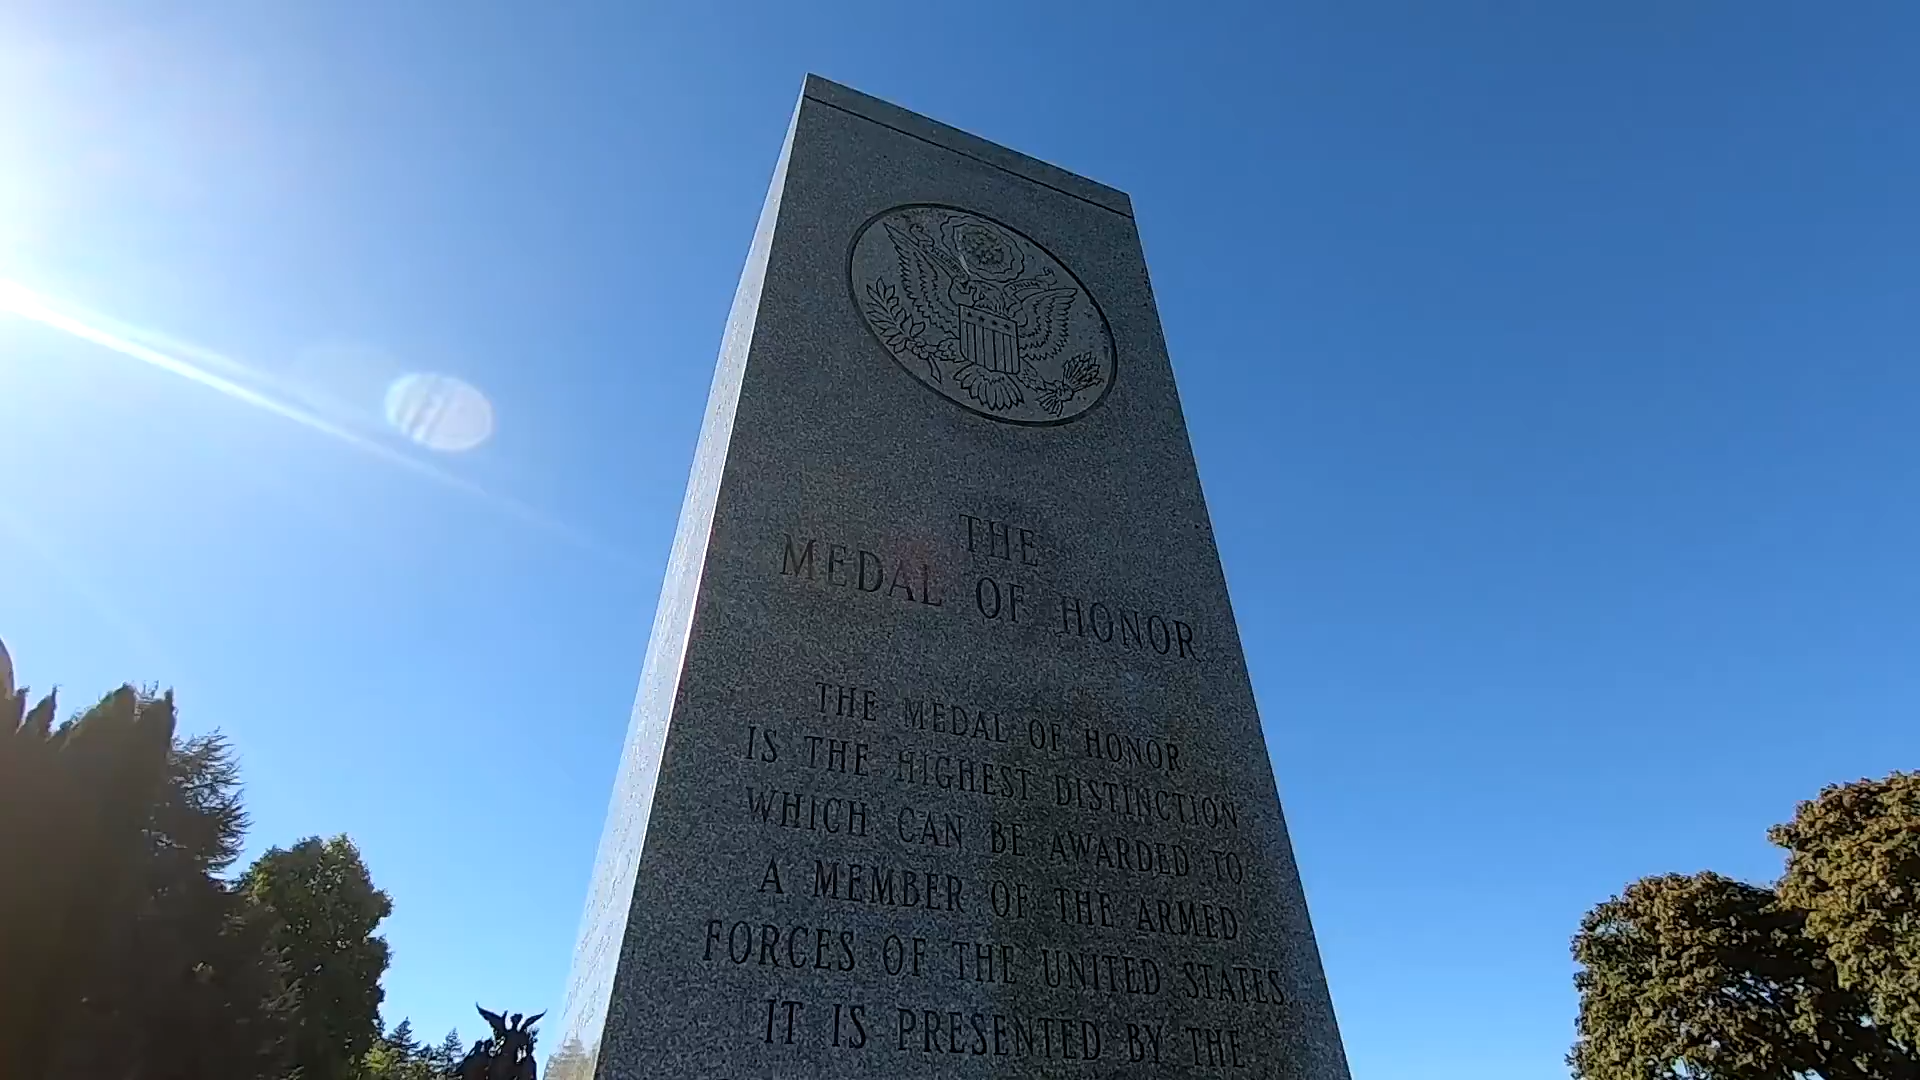 THE
MEDAL OF HONOR
THE MEDAL OF HONOR
IS THE HIGHEST DISTINCTION
WHICH CAN BE AWARDED TO
A MEMBER OF THE ARMED
FORCES OF THE UNITED STATES.
IT IS PRESENTED BY THE